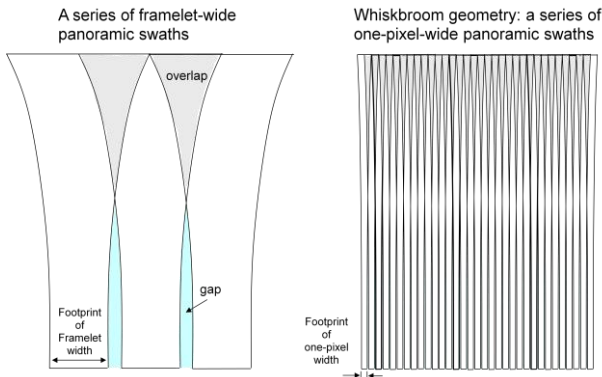 A series of framelet-wide
panoramic swaths
overlap
gap
Footprint
of
Framelet
width
Whiskbroom geometry: a series of
one-pixel-wide panoramic swaths
Footprint
of
one-pixel
width